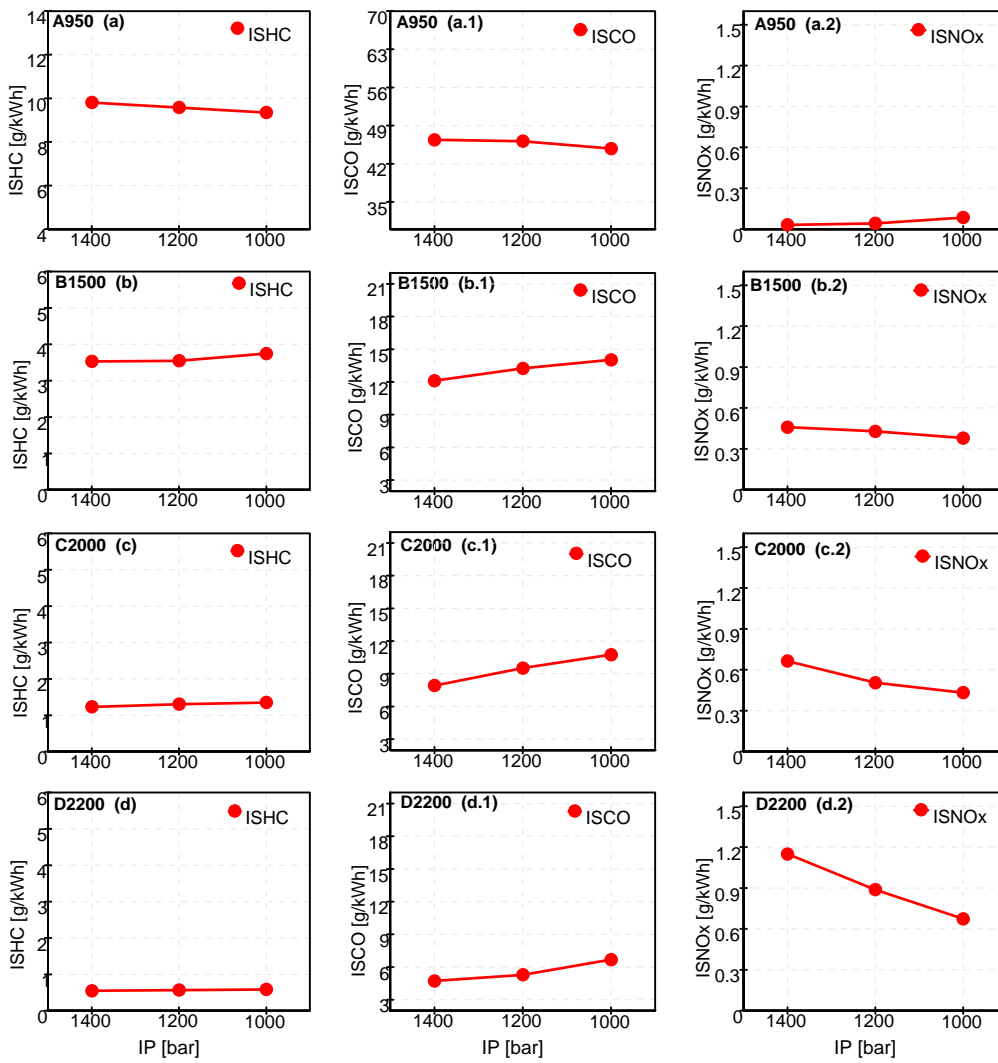 A950 (a)
ISHC
ISHC [g/kWh]
14
12
10
8
6
4
1400
1200
1000
A950 (a.1)
ISCO
ISCO [g/kWh]
70
63
56
49
42
35
1400
1200
1000
A950 (a.2)
ISNOx
ISNOx [g/kWh]
1.5
1.2
0.9
0.6
0.3
0
1400
1200
1000
B1500 (b)
ISHC
ISHC [g/kWh]
6
5
4
3
2
1
0
1400
1200
1000
B1500 (b.1)
ISCO
ISCO [g/kWh]
21
18
15
12
9
6
3
1400
1200
1000
B1500 (b.2)
ISNOx
ISNOx [g/kWh]
1.5
1.2
0.9
0.6
0.3
0
1400
1200
1000
C2000 (c)
ISHC
ISHC [g/kWh]
6
5
4
3
2
1
0
1400
1200
1000
C2000 (c.1)
ISCO
ISCO [g/kWh]
21
18
15
12
9
6
3
1400
1200
1000
C2000 (c.2)
ISNOx
ISNOx [g/kWh]
1.5
1.2
0.9
0.6
0.3
0
1400
1200
1000
D2200 (d)
ISHC
ISHC [g/kWh]
6
5
4
3
2
1
0
1400
1200
1000
IP [bar]
D2200 (d.1)
ISCO
ISCO [g/kWh]
21
18
15
12
9
6
3
1400
1200
1000
IP [bar]
D2200 (d.2)
ISNOx
ISNOx [g/kWh]
1.5
1.2
0.9
0.6
0.3
0
1400
1200
1000
IP [bar]